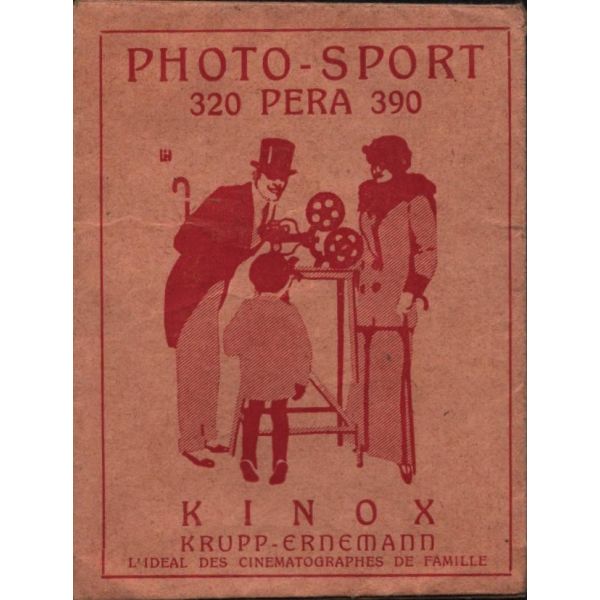 PHOTO-SPORT
320 PERA 390
KINOX
KRUPP-ERNEMANN
L'IDEAL DES CINEMATOGRAPHES DE FAMILLE